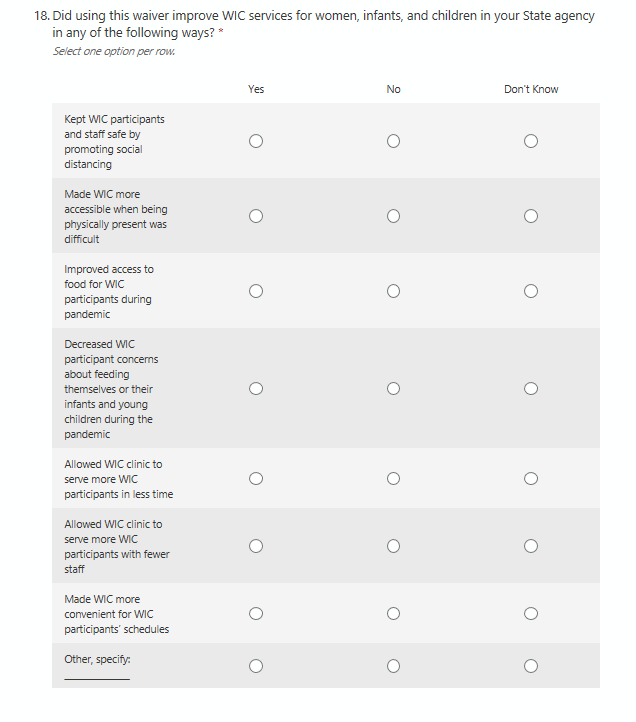 18. Did using this waiver improve WIC services for women, infants, and children in your State agency
in any of the following ways? *
Select one option per row.
Yes No Don't Know
Kept WIC participants
and staff safe by
promoting social
distancing
Made WIC more
accessible when being
physically present was
difficult
Improved access to
food for WIC
participants during
pandemic
Decreased WIC
participant concerns
about feeding
themselves or their
infants and young
children during the
pandemic
Allowed WIC clinic to
serve more WIC
participants in less time
Allowed WIC clinic to
serve more WIC
participants with fewer
staff
Made WIC more
convenient for WIC
participants' schedules
Other, specify: